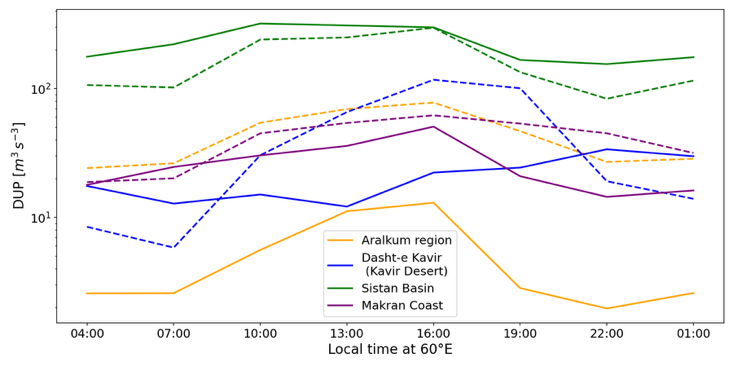 DUP [m³ s⁻³]
10²
10¹
Aralkum region
Dasht-e Kavir
(Kavir Desert)
Sistan Basin
Makran Coast
04:00 07:00 10:00 13:00 16:00 19:00 22:00 01:00
Local time at 60°E